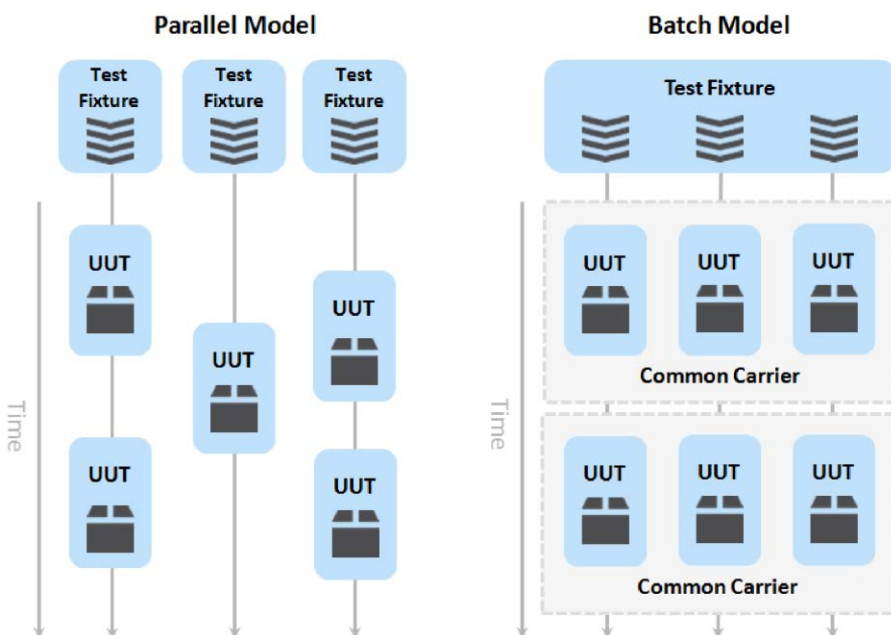 Parallel Model
Test
Fixture
Test
Fixture
Test
Fixture
Time
UUT
UUT
UUT
UUT
UUT
Batch Model
Test Fixture
Time
UUT
UUT
UUT
Common Carrier
UUT
UUT
UUT
Common Carrier